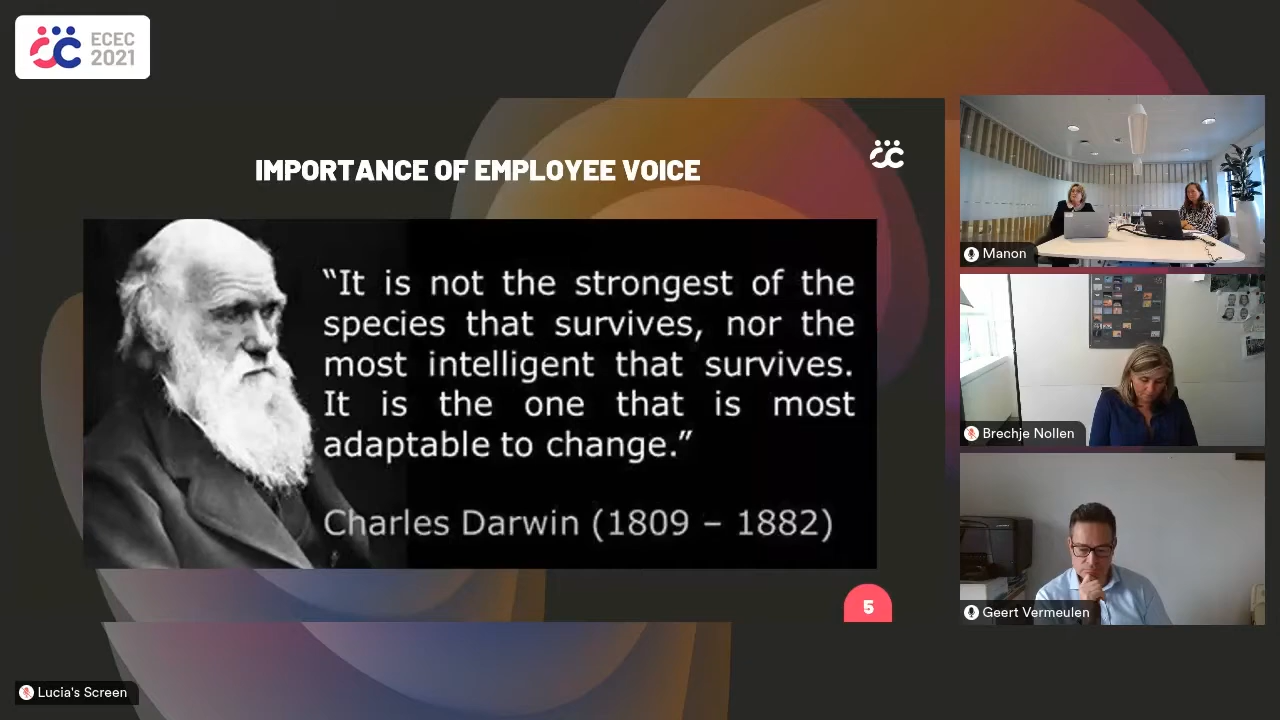 ECEC
2021
IMPORTANCE OF EMPLOYEE VOICE
“It is not the strongest of the
species that survives, nor the
most intelligent that survives.
It is the one that is most
adaptable to change.”
Charles Darwin (1809 – 1882)
5
Manon
Brechje Nollen
Geert Vermeulen
Lucia's Screen